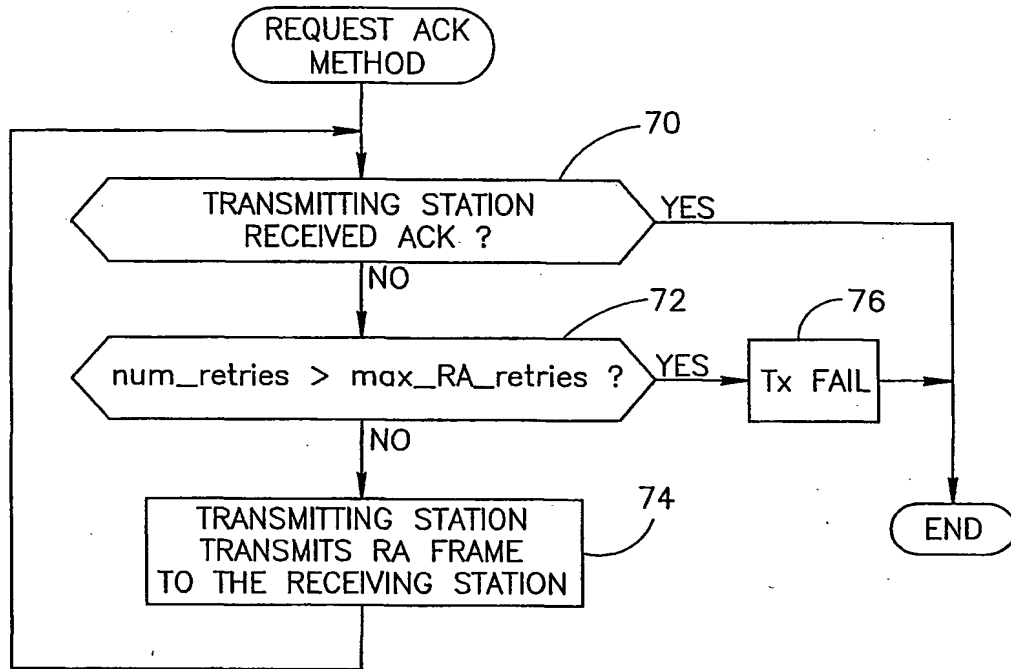 REQUEST ACK
METHOD
70
TRANSMITTING STATION
RECEIVED ACK ?
YES
NO
72
76
num_retries > max_RA_retries ?
YES
Tx FAIL
NO
74
TRANSMITTING STATION
TRANSMITS RA FRAME
TO THE RECEIVING STATION
END